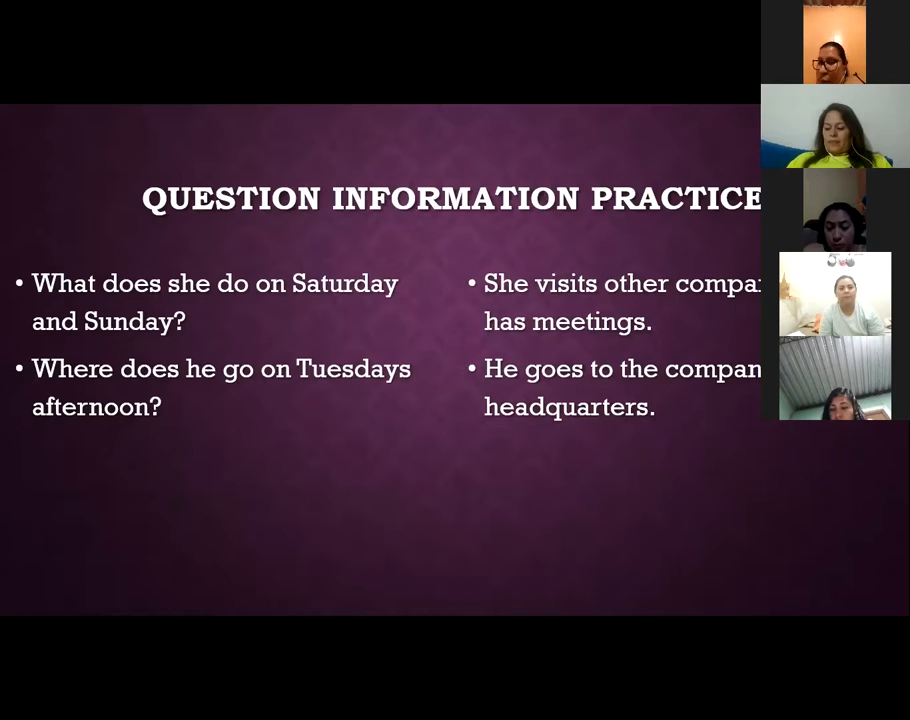 QUESTION INFORMATION PRACTICE
• What does she do on Saturday
and Sunday?
• Where does he go on Tuesdays
afternoon?
• She visits other
has meetings.
• He goes to the
headquarters.